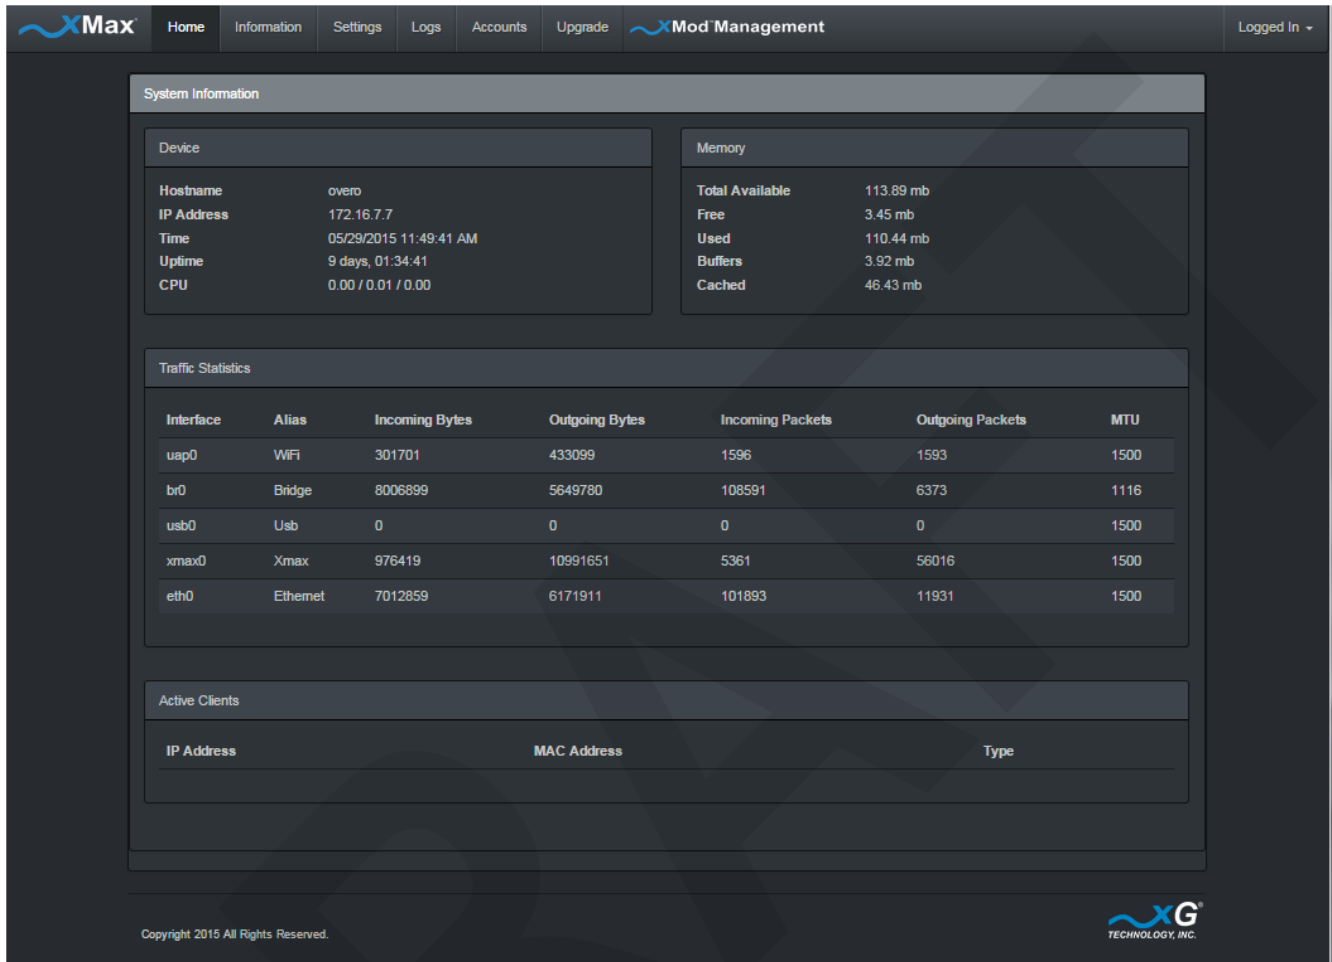 xMax Home Information Settings Logs Accounts Upgrade xMod™ Management Logged In
System Information
Device
Hostname overo
IP Address 172.16.7.7
Time 05/29/2015 11:49:41 AM
Uptime 9 days, 01:34:41
CPU 0.00 / 0.01 / 0.00
Memory
Total Available 113.89 mb
Free 3.45 mb
Used 110.44 mb
Buffers 3.92 mb
Cached 46.43 mb
Traffic Statistics
Interface Alias Incoming Bytes Outgoing Bytes Incoming Packets Outgoing Packets MTU
uap0 WiFi 301701 433099 1596 1593 1500
br0 Bridge 8006899 5649780 108591 6373 1116
usb0 Usb 0 0 0 0 1500
xmax0 Xmax 976419 10991651 5361 56016 1500
eth0 Ethernet 7012859 6171911 101893 11931 1500
Active Clients
IP Address MAC Address Type
Copyright 2015 All Rights Reserved.
xG®
TECHNOLOGY, INC.
DRAFT